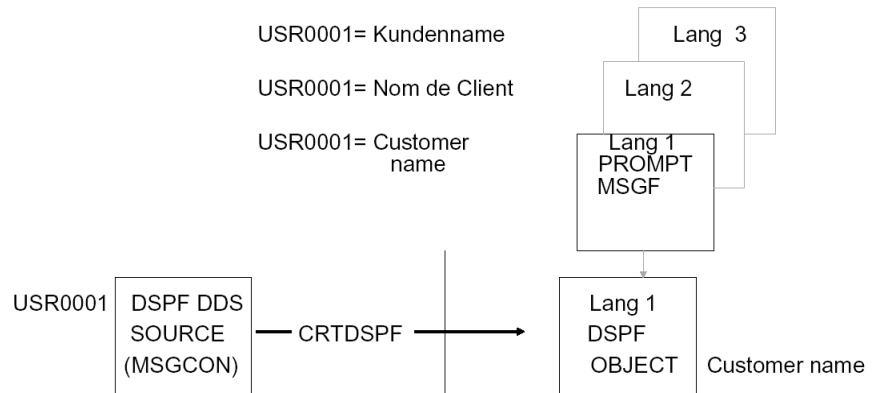 USR0001= Kundenname
Lang 3
USR0001= Nom de Client
Lang 2
USR0001= Customer
name
Lang 1
PROMPT
MSGF
USR0001
DSPF DDS
SOURCE
(MSGCON)
CRTDSPF
Lang 1
DSPF
OBJECT
Customer name